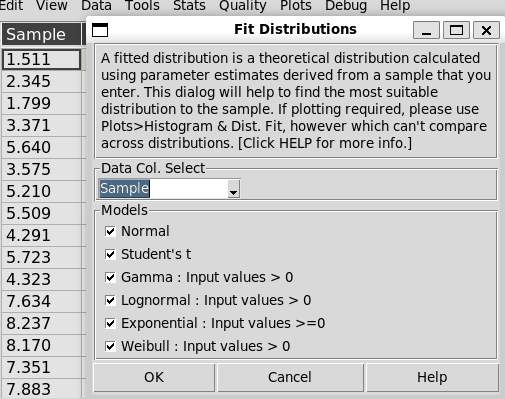 Edit View Data Tools Stats Quality Plots Debug Help
Sample
1.511
2.345
1.799
3.371
5.640
3.575
5.210
5.509
4.291
5.723
4.323
7.634
8.237
8.170
7.351
7.883
Fit Distributions
A fitted distribution is a theoretical distribution calculated
using parameter estimates derived from a sample that you
enter. This dialog will help to find the most suitable
distribution to the sample. If plotting required, please use
Plots>Histogram & Dist. Fit, however which can't compare
across distributions. [Click HELP for more info.]
Data Col. Select
Sample
Models
Normal
Student's t
Gamma : Input values > 0
Lognormal : Input values > 0
Exponential : Input values >=0
Weibull : Input values > 0
OK Cancel Help